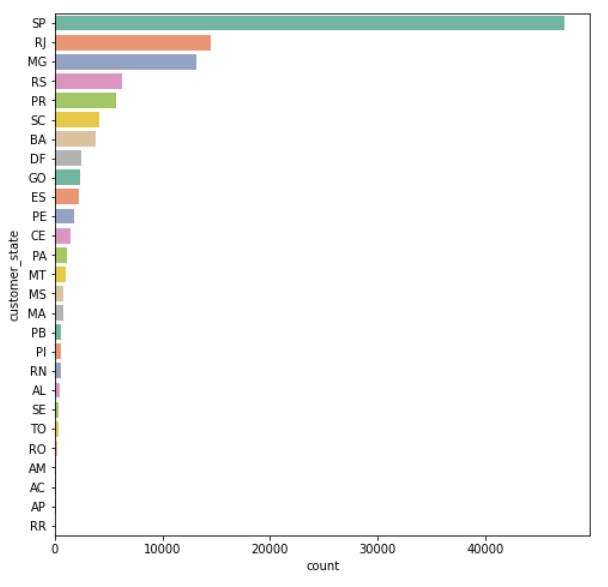 SP
RJ
MG
RS
PR
SC
BA
DF
GO
ES
PE
CE
PA
MT
MS
MA
PB
PI
RN
AL
SE
TO
RO
AM
AC
AP
RR
customer_state
0 10000 20000 30000 40000
count